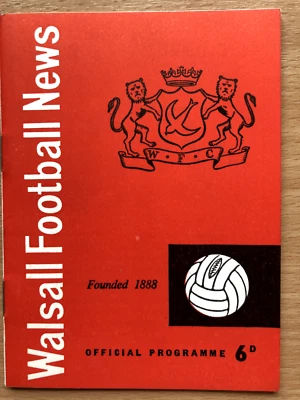 Walsall Football News
W. F. C.
Founded 1888
OFFICIAL PROGRAMME 6D